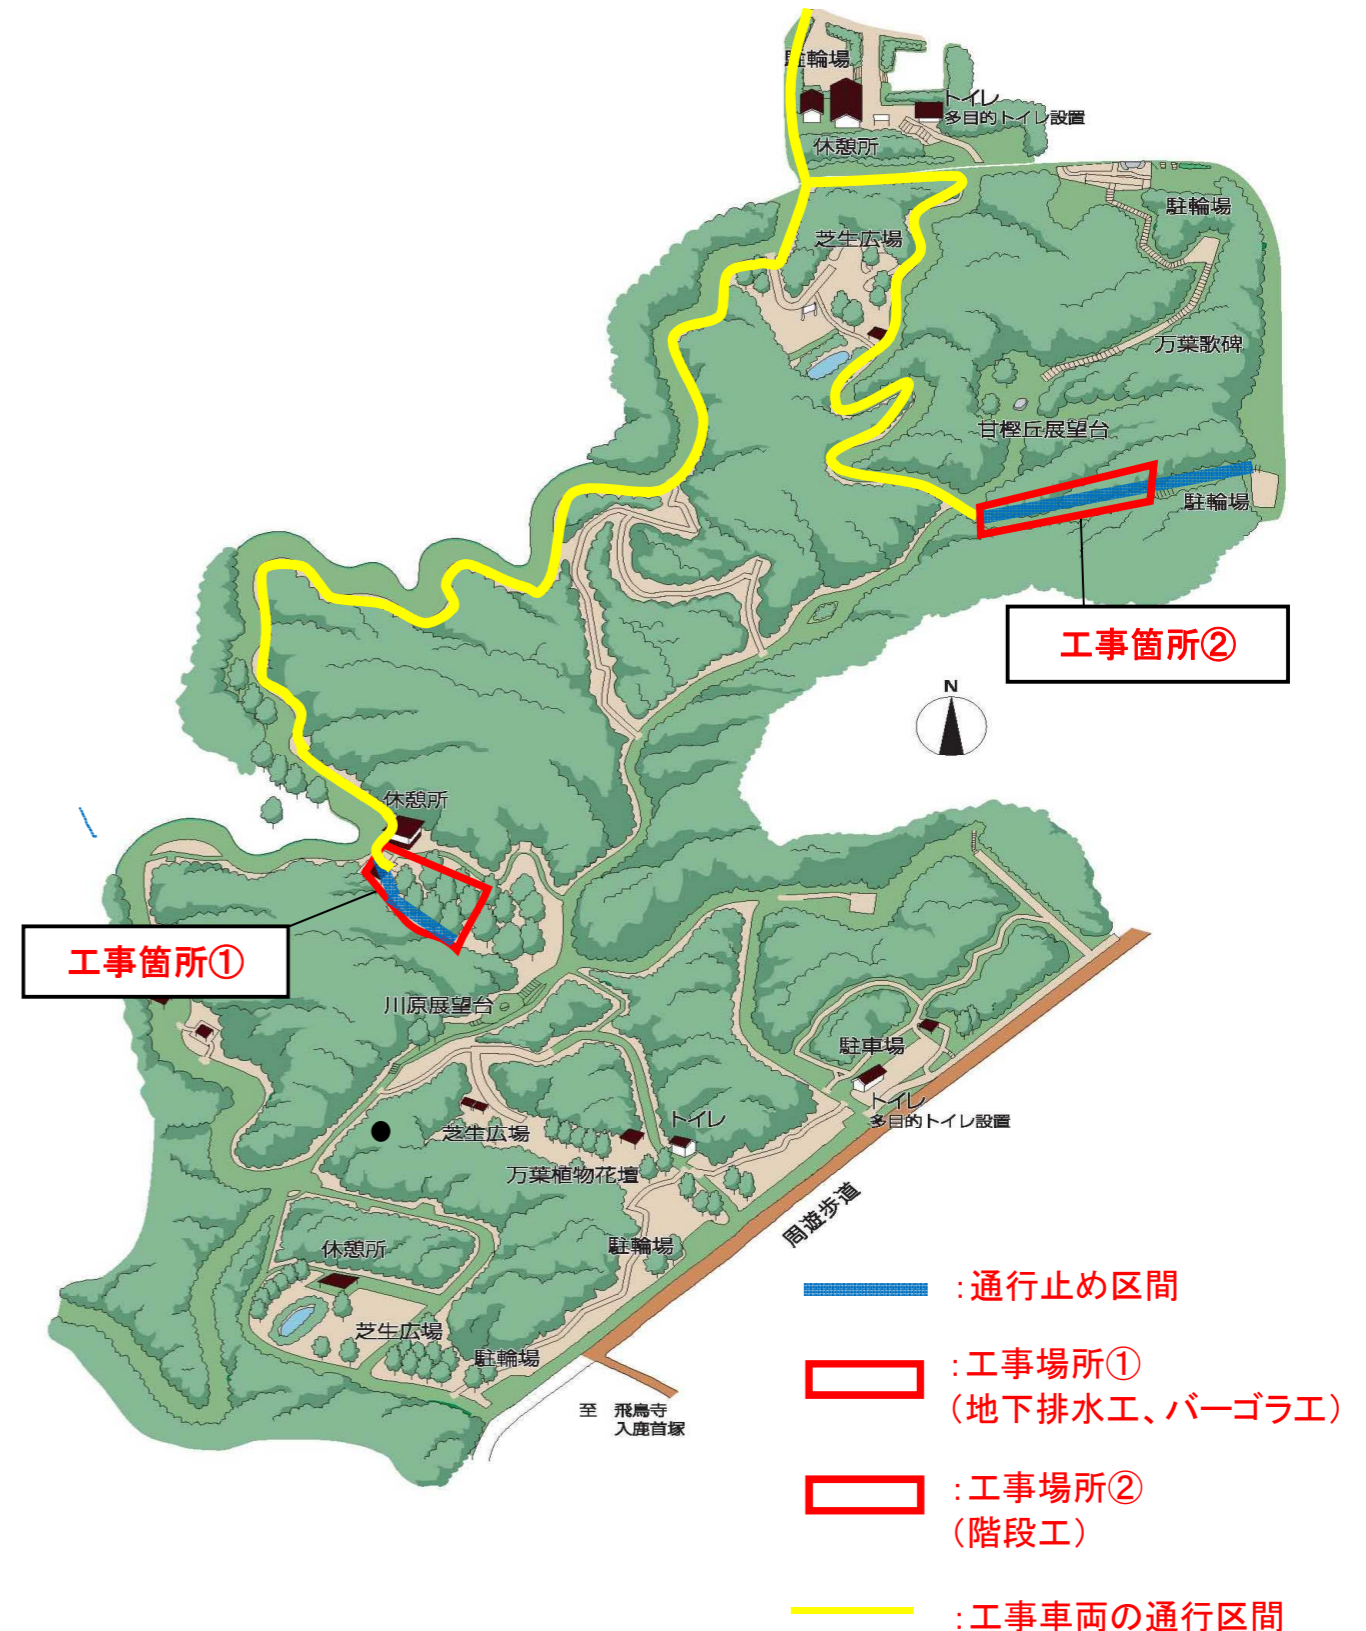 駐輪場
トイレ
多目的トイレ設置
休憩所
駐輪場
芝生広場
万葉歌碑
甘樫丘展望台
駐輪場
工事箇所②
N
休憩所
工事箇所①
川原展望台
駐車場
トイレ
多目的トイレ設置
トイレ
芝生広場
万葉植物花壇
周遊歩道
駐輪場
休憩所
芝生広場
駐輪場
至 飛鳥寺
入鹿首塚
:通行止め区間
:工事場所①
(地下排水工、バーゴラ工)
:工事場所②
(階段工)
:工事車両の通行区間